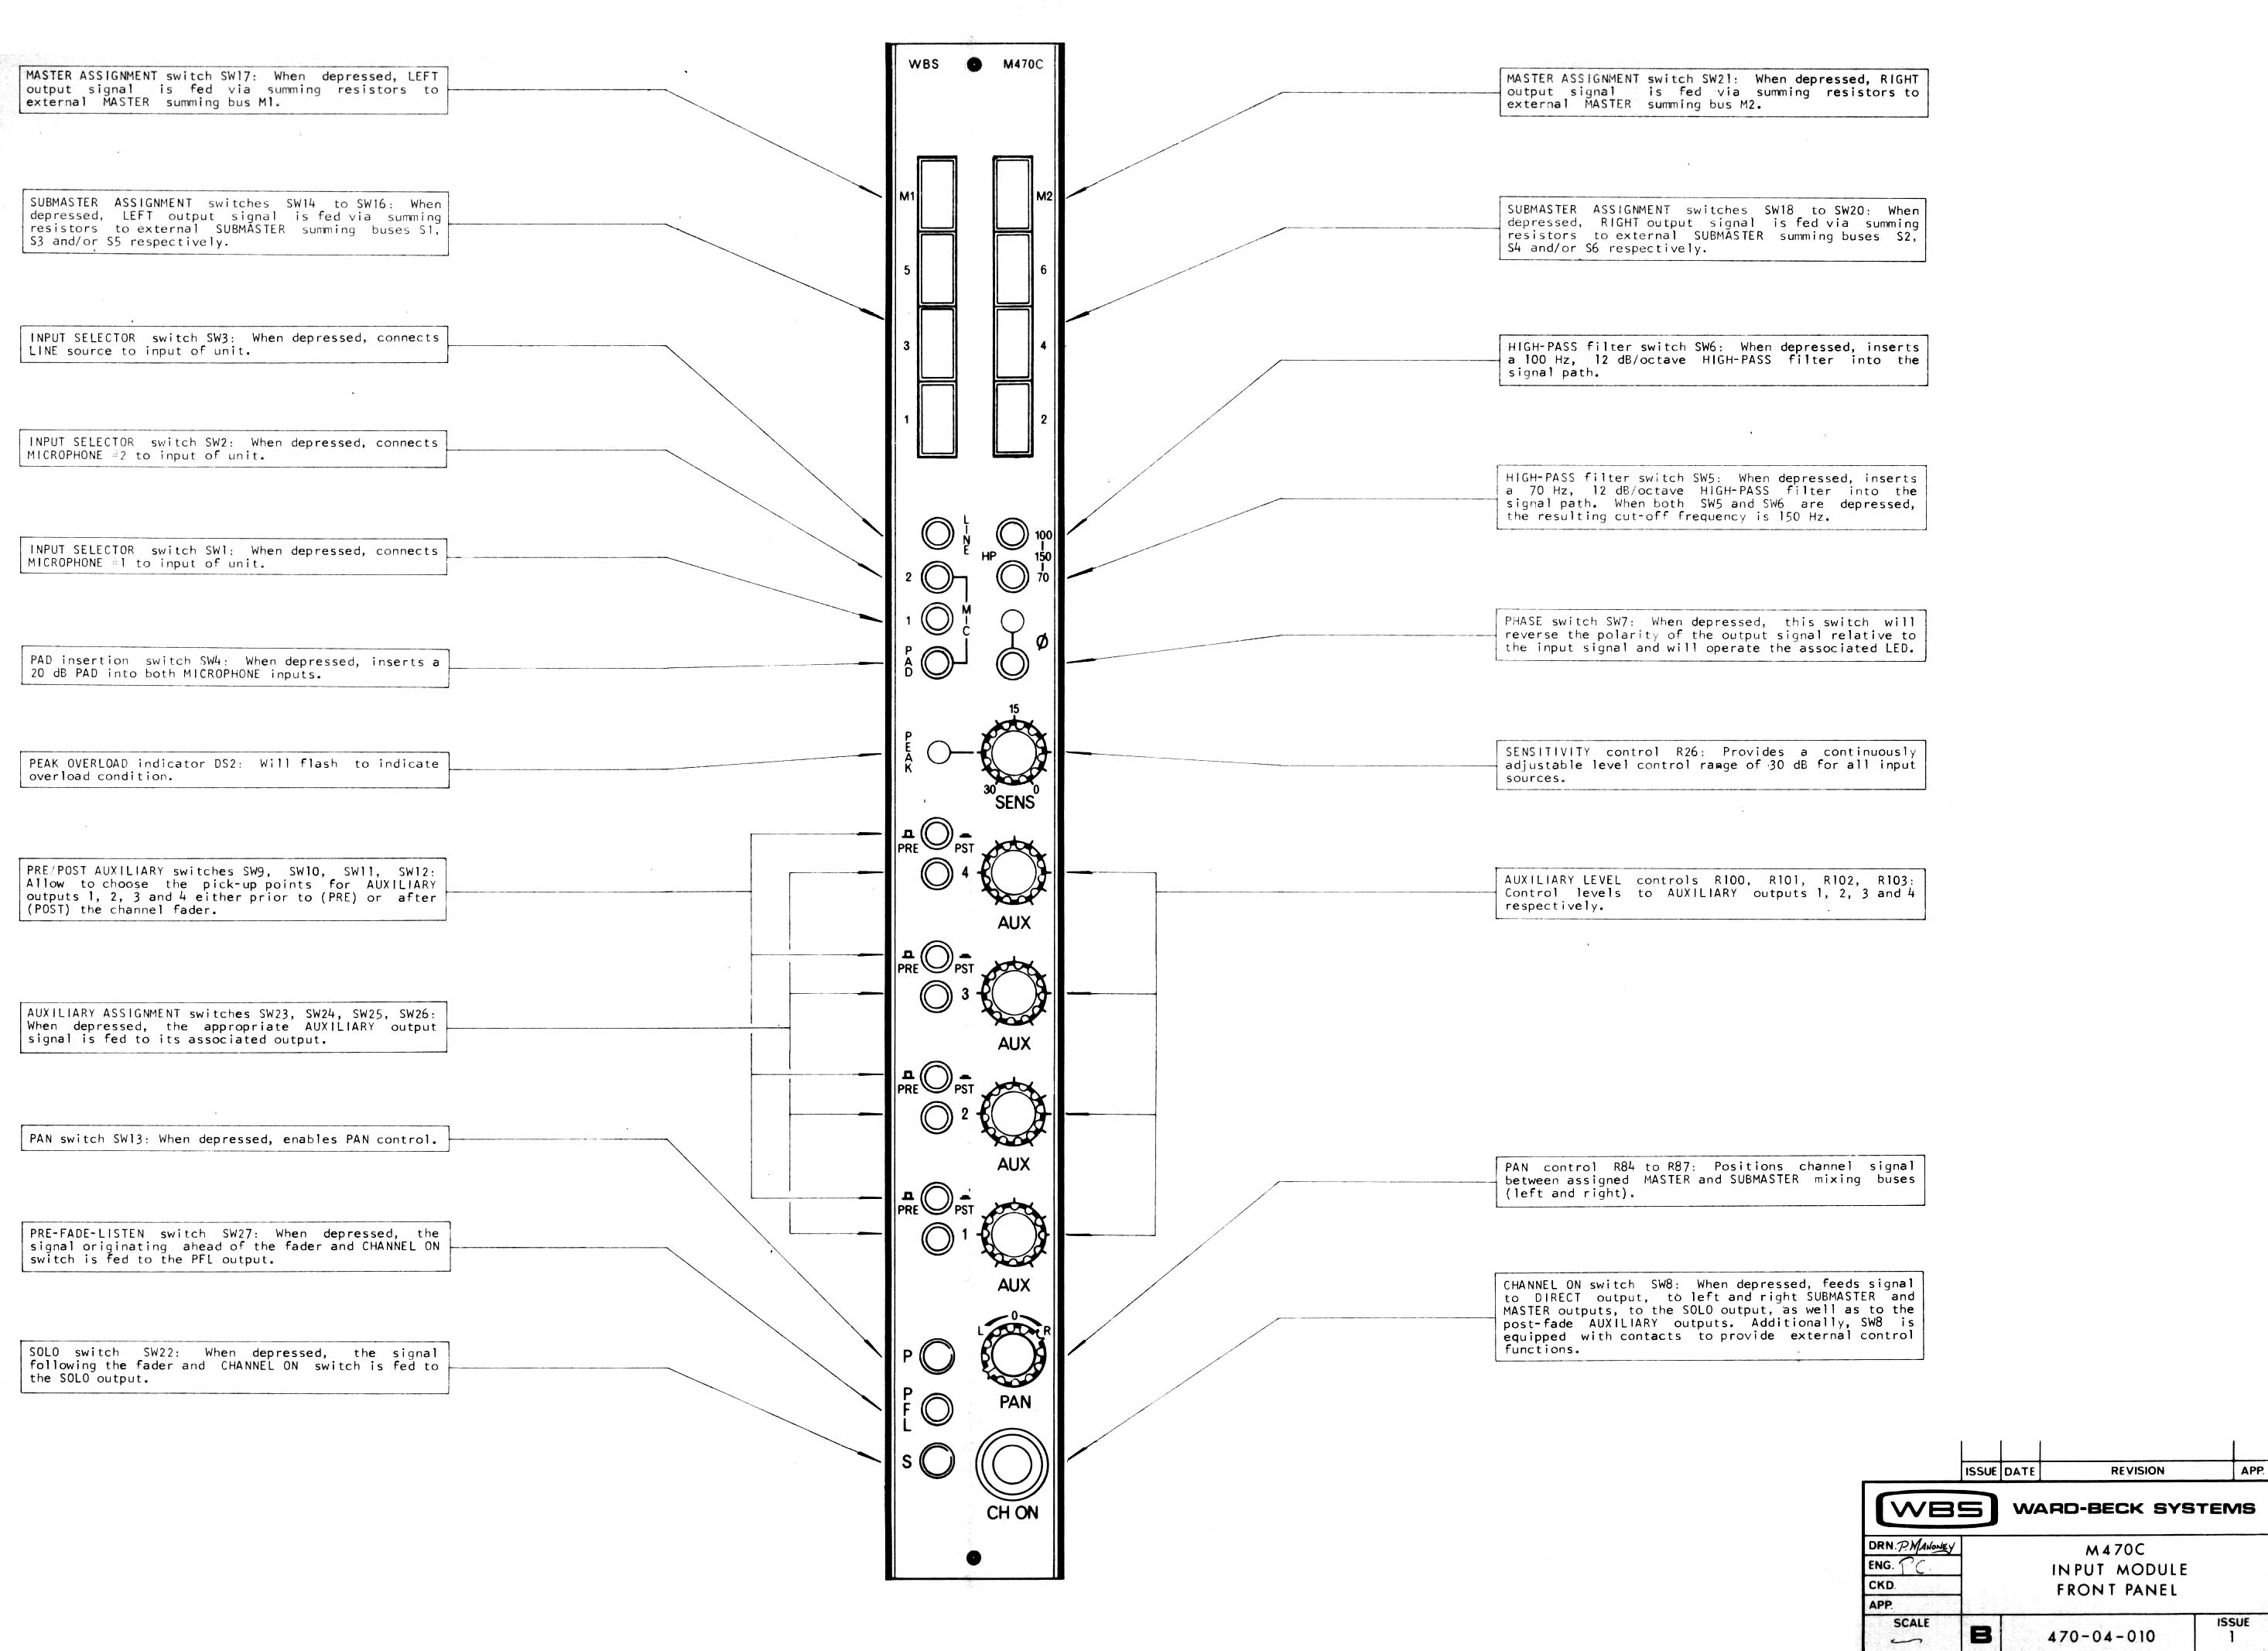 MASTER ASSIGNMENT switch SW17: When depressed, LEFT
output signal is fed via summing resistors to
external MASTER summing bus M1.
SUBMASTER ASSIGNMENT switches SW14 to SW16: When
depressed, LEFT output signal is fed via summing
resistors to external SUBMASTER summing buses S1,
S3 and/or S5 respectively.
INPUT SELECTOR switch SW3: When depressed, connects
LINE source to input of unit.
INPUT SELECTOR switch SW2: When depressed, connects
MICROPHONE #2 to input of unit.
INPUT SELECTOR switch SW1: When depressed, connects
MICROPHONE #1 to input of unit.
PAD insertion switch SW4: When depressed, inserts a
20 dB PAD into both MICROPHONE inputs.
PEAK OVERLOAD indicator DS2: Will flash to indicate
overload condition.
PRE/POST AUXILIARY switches SW9, SW10, SW11, SW12:
Allow to choose the pick-up points for AUXILIARY
outputs 1, 2, 3 and 4 either prior to (PRE) or after
(POST) the channel fader.
AUXILIARY ASSIGNMENT switches SW23, SW24, SW25, SW26:
When depressed, the appropriate AUXILIARY output
signal is fed to its associated output.
PAN switch SW13: When depressed, enables PAN control.
PRE-FADE-LISTEN switch SW27: When depressed, the
signal originating ahead of the fader and CHANNEL ON
switch is fed to the PFL output.
SOLO switch SW22: When depressed, the signal
following the fader and CHANNEL ON switch is fed to
the SOLO output.
WBS M470C
M1 M2
5 6
3 4
1 2
LINE 100
HP 150
2 70
1 MIC
PAD Ø
15
PEAK
30 0
SENS
PRE PST
4
AUX
PRE PST
3
AUX
PRE PST
2
AUX
PRE PST
1
AUX
L 0 R
P
PAN
PFL
S
CH ON
MASTER ASSIGNMENT switch SW21: When depressed, RIGHT
output signal is fed via summing resistors to
external MASTER summing bus M2.
SUBMASTER ASSIGNMENT switches SW18 to SW20: When
depressed, RIGHT output signal is fed via summing
resistors to external SUBMASTER summing buses S2,
S4 and/or S6 respectively.
HIGH-PASS filter switch SW6: When depressed, inserts
a 100 Hz, 12 dB/octave HIGH-PASS filter into the
signal path.
HIGH-PASS filter switch SW5: When depressed, inserts
a 70 Hz, 12 dB/octave HIGH-PASS filter into the
signal path. When both SW5 and SW6 are depressed,
the resulting cut-off frequency is 150 Hz.
PHASE switch SW7: When depressed, this switch will
reverse the polarity of the output signal relative to
the input signal and will operate the associated LED.
SENSITIVITY control R26: Provides a continuously
adjustable level control range of 30 dB for all input
sources.
AUXILIARY LEVEL controls R100, R101, R102, R103:
Control levels to AUXILIARY outputs 1, 2, 3 and 4
respectively.
PAN control R84 to R87: Positions channel signal
between assigned MASTER and SUBMASTER mixing buses
(left and right).
CHANNEL ON switch SW8: When depressed, feeds signal
to DIRECT output, to left and right SUBMASTER and
MASTER outputs, to the SOLO output, as well as to the
post-fade AUXILIARY outputs. Additionally, SW8 is
equipped with contacts to provide external control
functions.
ISSUE DATE REVISION APP.
WBS WARD-BECK SYSTEMS
DRN. P. MAHONEY
ENG. PC.
CKD.
APP.
M470C
INPUT MODULE
FRONT PANEL
SCALE
B 470-04-010
ISSUE
1